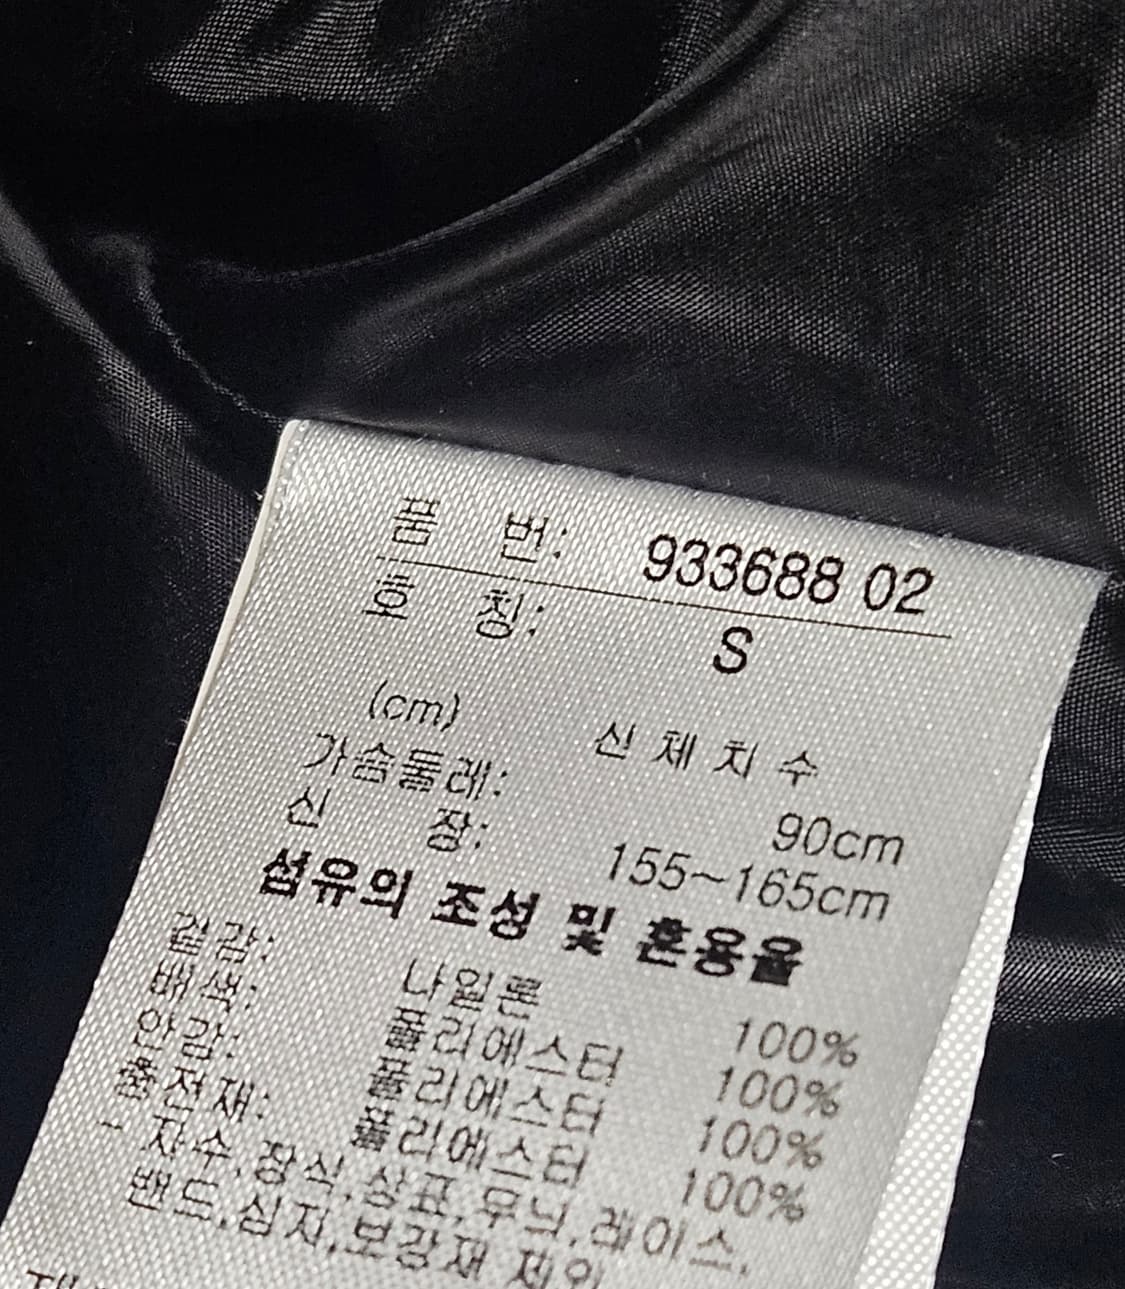 품 번: 933688 02
호 칭: S
(cm) 신체치수
가슴둘레: 90cm
신 장: 155~165cm
섬유의 조성 및 혼용율
겉감: 나일론 100%
배색: 폴리에스터 100%
안감: 폴리에스터 100%
충전재: 폴리에스터 100%
- 자수,장식,상표,무늬,레이스,
밴드,심지,보강재 제외